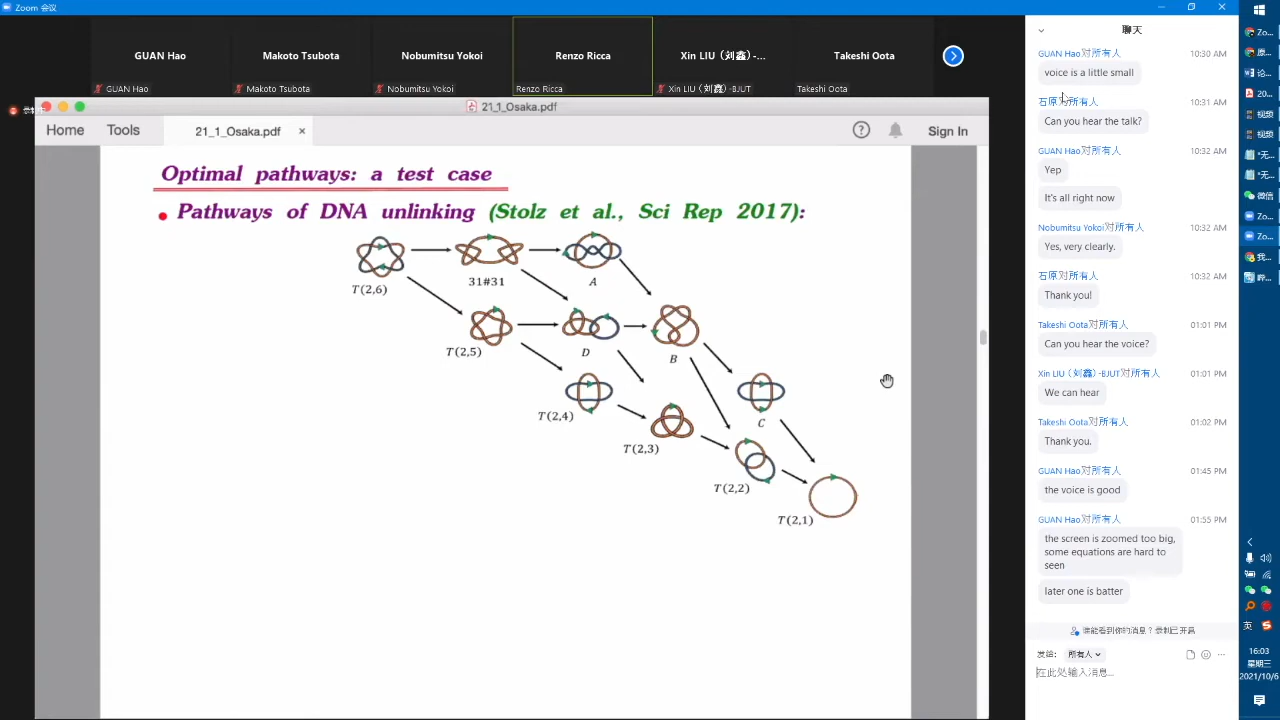 Zoom 会议
GUAN Hao
Makoto Tsubota
Nobumitsu Yokoi
Renzo Ricca
Xin LIU (刘鑫) -...
Takeshi Oota
GUAN Hao
Makoto Tsubota
Nobumitsu Yokoi
Renzo Ricca
Xin LIU (刘鑫) -BJUT
Takeshi Oota
21_1_Osaka.pdf
Home
Tools
21_1_Osaka.pdf ×
Sign In
Optimal pathways: a test case
• Pathways of DNA unlinking (Stolz et al., Sci Rep 2017):
T(2,6)
31#31
A
T(2,5)
D
B
T(2,4)
C
T(2,3)
T(2,2)
T(2,1)
聊天
GUAN Hao对所有人 10:30 AM
voice is a little small
石原对所有人 10:31 AM
Can you hear the talk?
GUAN Hao对所有人 10:32 AM
Yep
It's all right now
Nobumitsu Yokoi对所有人 10:32 AM
Yes, very clearly.
石原对所有人 10:32 AM
Thank you!
Takeshi Oota对所有人 01:01 PM
Can you hear the voice?
Xin LIU (刘鑫) -BJUT对所有人 01:01 PM
We can hear
Takeshi Oota对所有人 01:02 PM
Thank you.
GUAN Hao对所有人 01:45 PM
the voice is good
GUAN Hao对所有人 01:55 PM
the screen is zoomed too big,
some equations are hard to
seen
later one is batter
谁能看到你的消息? 录制已开启
发给: 所有人
在此处输入消息...
Zo...
视频
视频
微信
Zo...
Zo...
英
16:03
星期三
2021/10/6